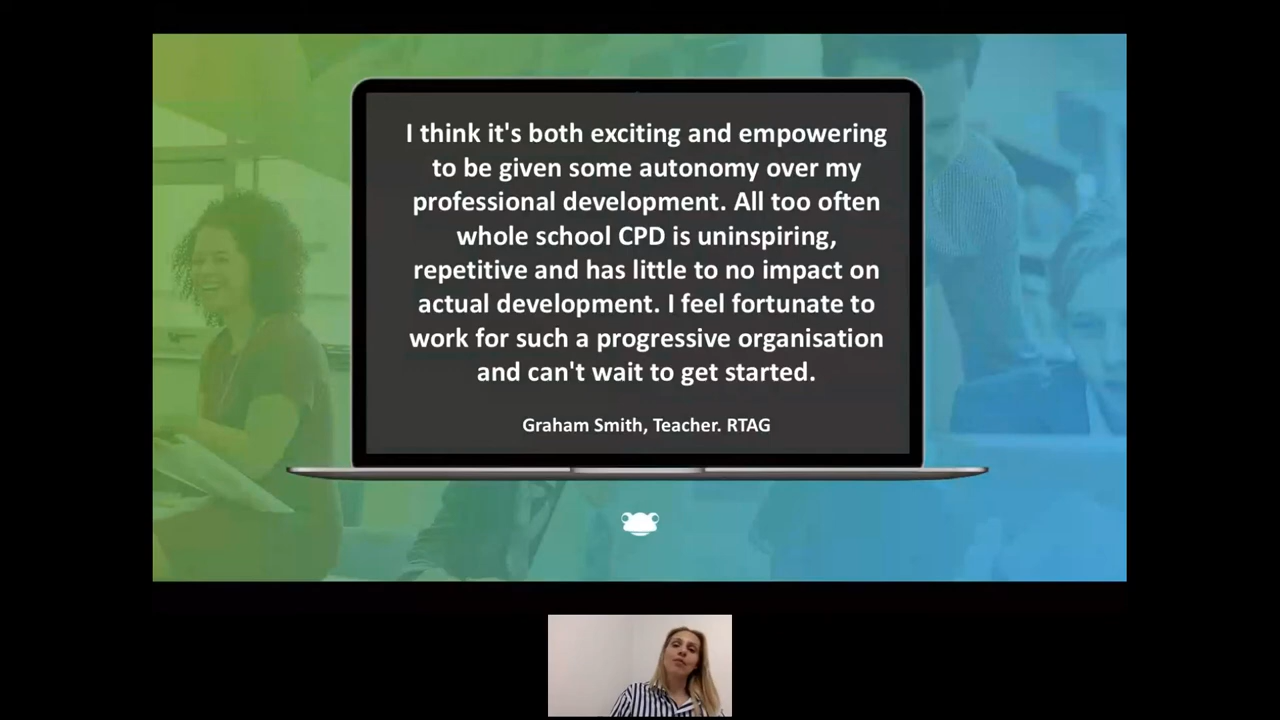 I think it's both exciting and empowering
to be given some autonomy over my
professional development. All too often
whole school CPD is uninspiring,
repetitive and has little to no impact on
actual development. I feel fortunate to
work for such a progressive organisation
and can't wait to get started.
Graham Smith, Teacher. RTAG